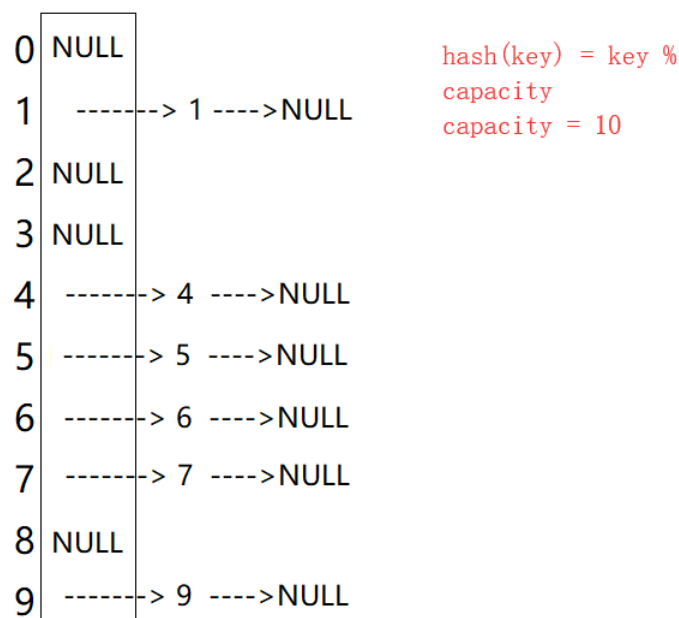 0 NULL
hash(key) = key %
capacity
capacity = 10
1 -------> 1 ---->NULL
2 NULL
3 NULL
4 -------> 4 ---->NULL
5 -------> 5 ---->NULL
6 -------> 6 ---->NULL
7 -------> 7 ---->NULL
8 NULL
9 -------> 9 ---->NULL